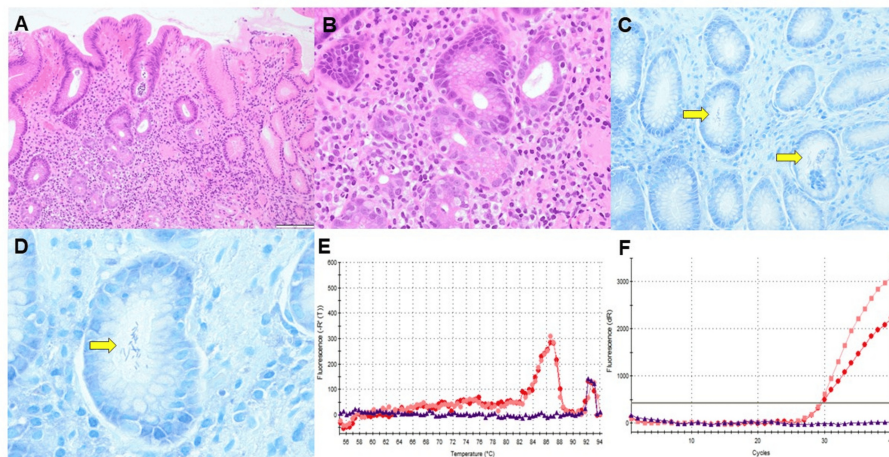 A
B
C
D
E
F
600
500
400
300
200
100
0
-100
Fluorescence (-R' (T))
56 58 60 62 64 66 68 70 72 74 76 78 80 82 84 86 88 90 92 94
Temperature (°C)
3000
2000
1000
0
Fluorescence (dR)
10 20 30
Cycles